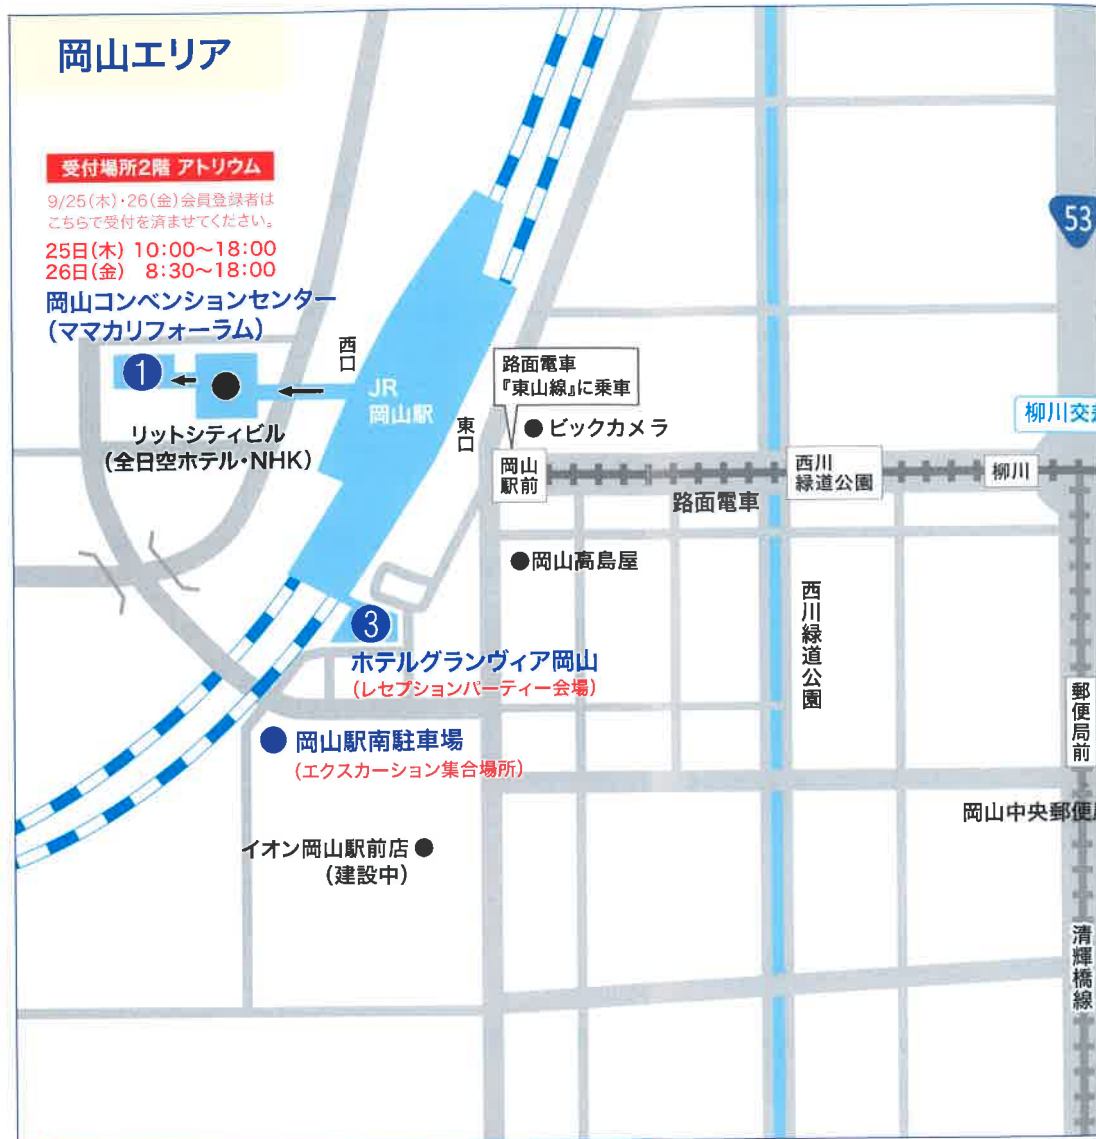 岡山エリア
受付場所2階 アトリウム
9/25(木)・26(金)会員登録者は
こちらで受付を済ませてください。
25日(木) 10:00〜18:00
26日(金) 8:30〜18:00
岡山コンベンションセンター
(ママカリフォーラム)
1
西口
JR
岡山駅
東口
リットシティビル
(全日空ホテル・NHK)
路面電車
『東山線』に乗車
ビックカメラ
岡山
駅前
路面電車
西川
緑道公園
柳川
53
柳川交
岡山高島屋
西川緑道公園
3
ホテルグランヴィア岡山
(レセプションパーティー会場)
岡山駅南駐車場
(エクスカーション集合場所)
イオン岡山駅前店
(建設中)
郵便局前
岡山中央郵便
清輝橋線